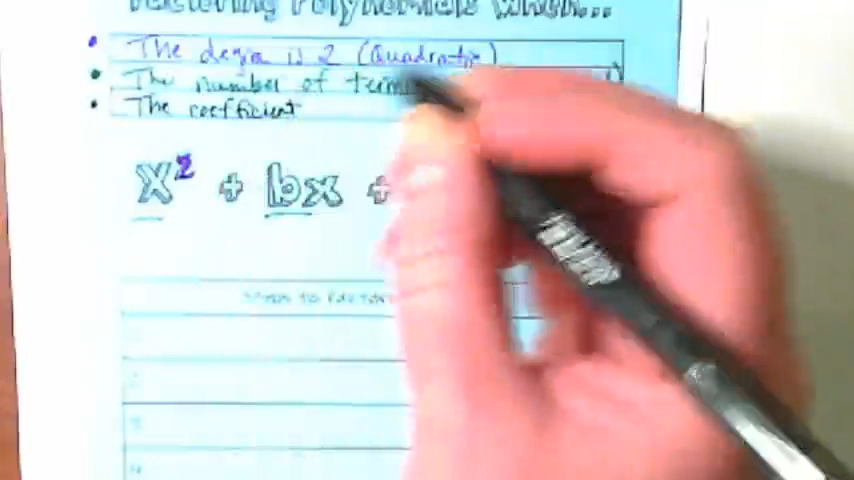 Factoring Polynomials When...
The degree is 2 (Quadratic)
The number of terms
The coefficient
x² + bx +
Steps to Factor